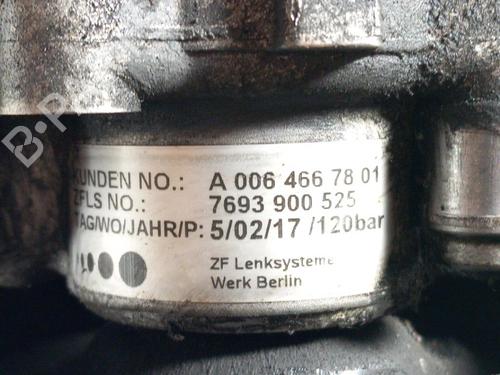 B-Pa
KUNDEN NO.: A 006 466 78 01
ZFLS NO.: 7693 900 525
TAG/WO/JAHR/P: 5/02/17 /120bar
ZF Lenksysteme
Werk Berlin